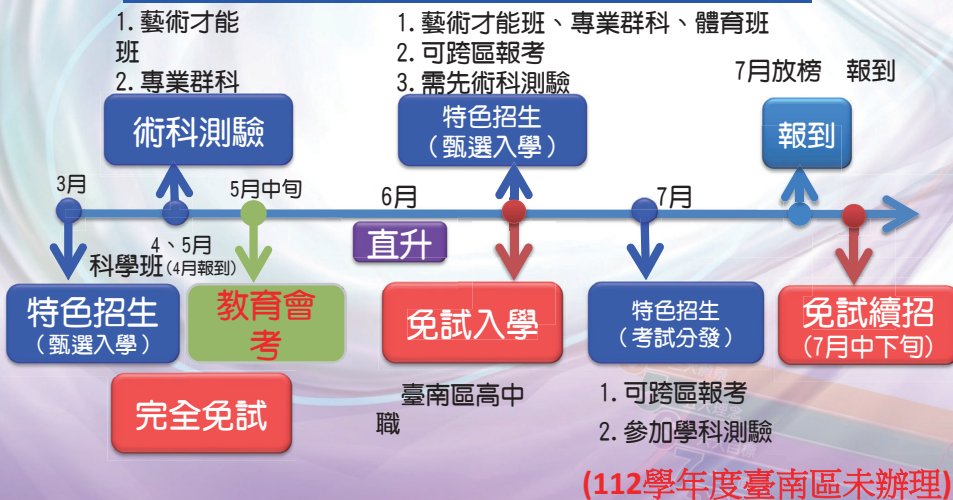 1. 藝術才能
班
2. 專業群科
1. 藝術才能班、專業群科、體育班
2. 可跨區報考
3. 需先術科測驗
7月放榜 報到
術科測驗
特色招生
（甄選入學）
報到
3月
5月中旬
6月
7月
直升
4、5月
科學班(4月報到)
特色招生
（甄選入學）
教育會
考
免試入學
特色招生
（考試分發）
免試續招
(7月中下旬)
完全免試
臺南區高中
職
1. 可跨區報考
2. 參加學科測驗
(112學年度臺南區未辦理)